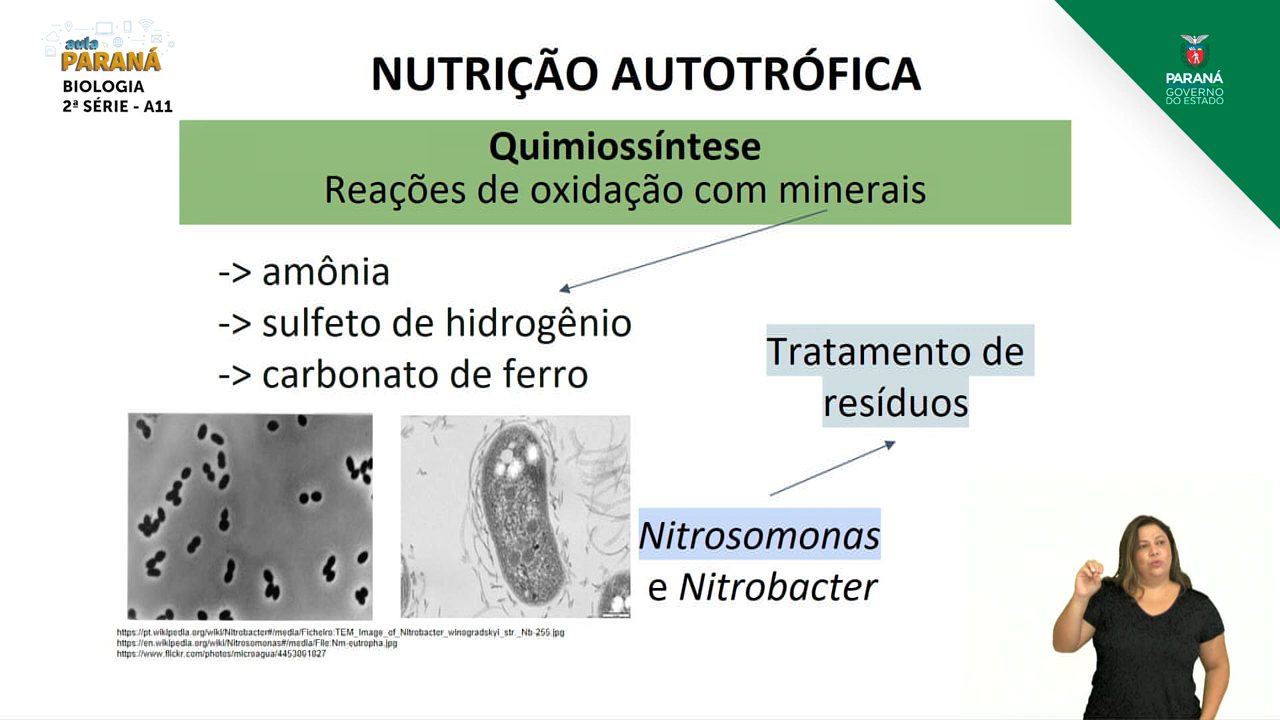 aula
PARANÁ
BIOLOGIA
2ª SÉRIE - A11
NUTRIÇÃO AUTOTRÓFICA
PARANÁ
GOVERNO
DO ESTADO
Quimiossíntese
Reações de oxidação com minerais
-> amônia
-> sulfeto de hidrogênio
-> carbonato de ferro
Tratamento de
resíduos
Nitrosomonas
e Nitrobacter
https://pt.wikipedia.org/wiki/Nitrobacter#/media/Ficheiro:TEM_Image_of_Nitrobacter_winogradskyi_str._Nb-255.jpg
https://en.wikipedia.org/wiki/Nitrosomonas#/media/File:Nm-eutropha.jpg
https://www.flickr.com/photos/microagua/4453001027